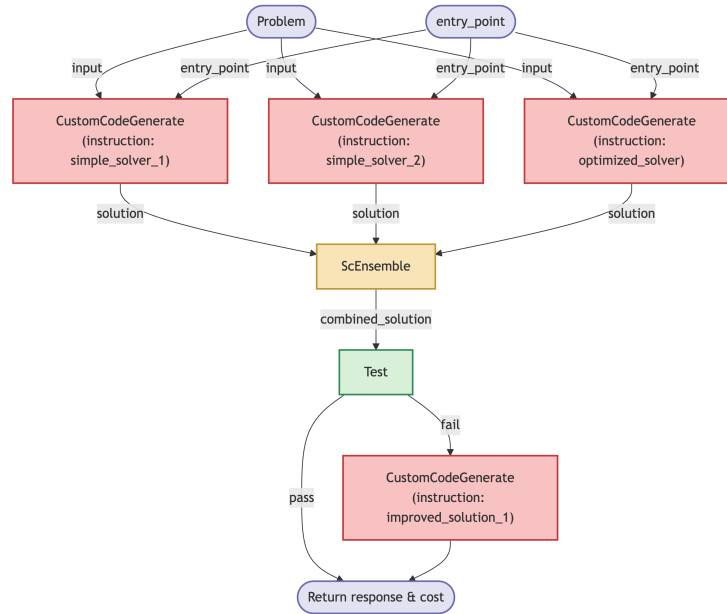 Problem
entry_point
input
entry_point
input
entry_point
input
entry_point
CustomCodeGenerate
(instruction:
simple_solver_1)
CustomCodeGenerate
(instruction:
simple_solver_2)
CustomCodeGenerate
(instruction:
optimized_solver)
solution
solution
solution
ScEnsemble
combined_solution
Test
fail
CustomCodeGenerate
(instruction:
improved_solution_1)
pass
Return response & cost